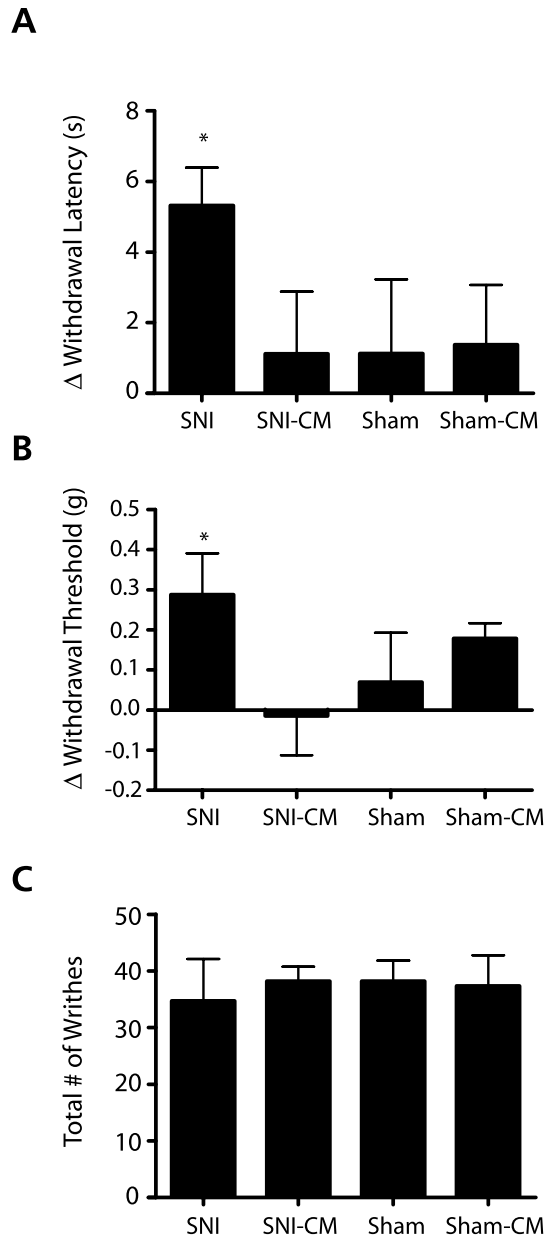 A
Δ Withdrawal Latency (s)
8
6
4
2
0
*
SNI SNI-CM Sham Sham-CM
B
Δ Withdrawal Threshold (g)
0.5
0.4
0.3
0.2
0.1
0.0
-0.1
-0.2
*
SNI SNI-CM Sham Sham-CM
C
Total # of Writhes
50
40
30
20
10
0
SNI SNI-CM Sham Sham-CM